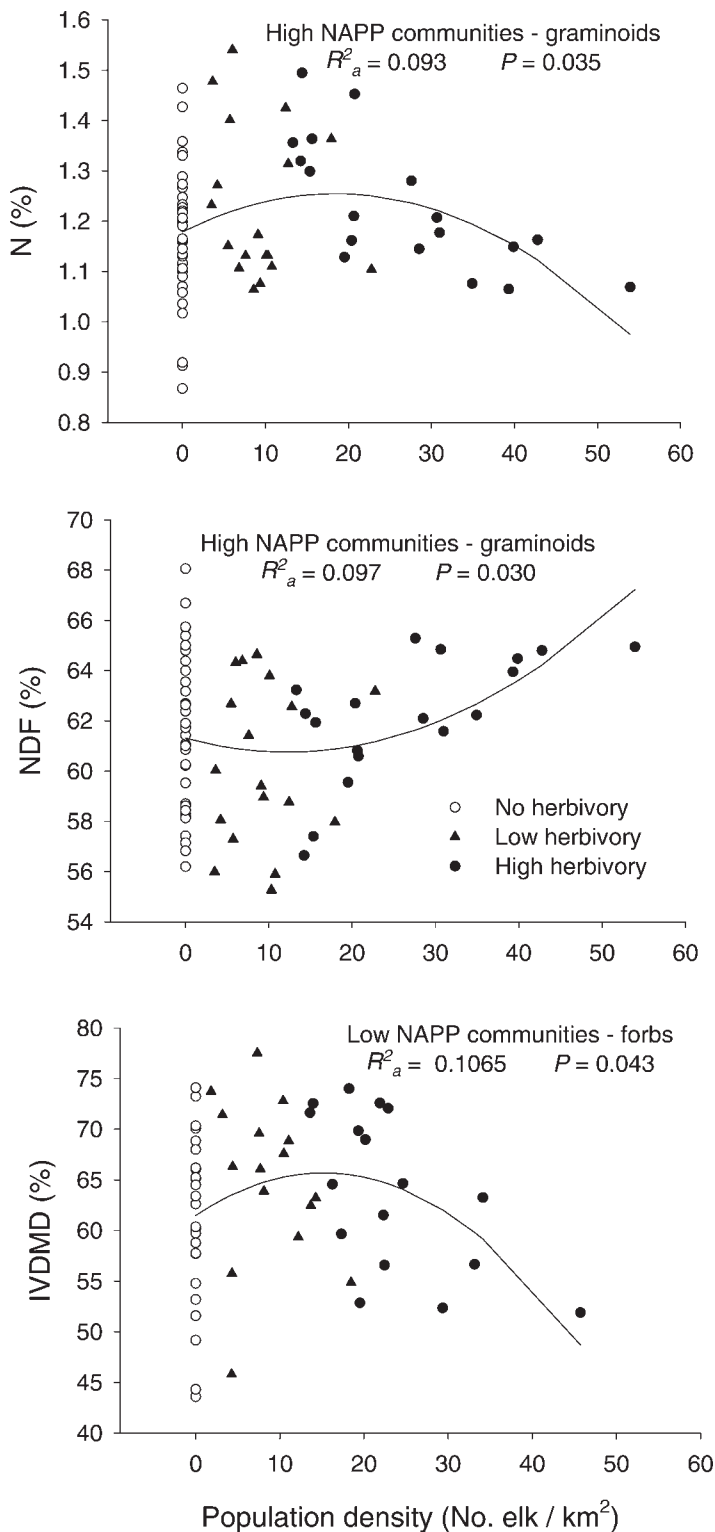 High NAPP communities - graminoids
R²ₐ = 0.093 P = 0.035
N (%)
1.6
1.5
1.4
1.3
1.2
1.1
1.0
0.9
0.8
0 10 20 30 40 50 60
High NAPP communities - graminoids
R²ₐ = 0.097 P = 0.030
NDF (%)
70
68
66
64
62
60
58
56
54
No herbivory
Low herbivory
High herbivory
0 10 20 30 40 50 60
Low NAPP communities - forbs
R²ₐ = 0.1065 P = 0.043
IVDMD (%)
80
75
70
65
60
55
50
45
40
0 10 20 30 40 50 60
Population density (No. elk / km²)